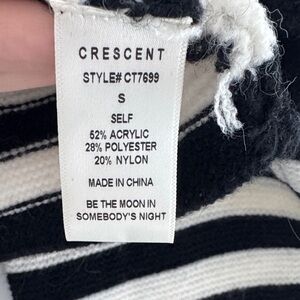 CRESCENT
STYLE# CT7699
S
SELF
52% ACRYLIC
28% POLYESTER
20% NYLON
MADE IN CHINA
BE THE MOON IN
SOMEBODY'S NIGHT